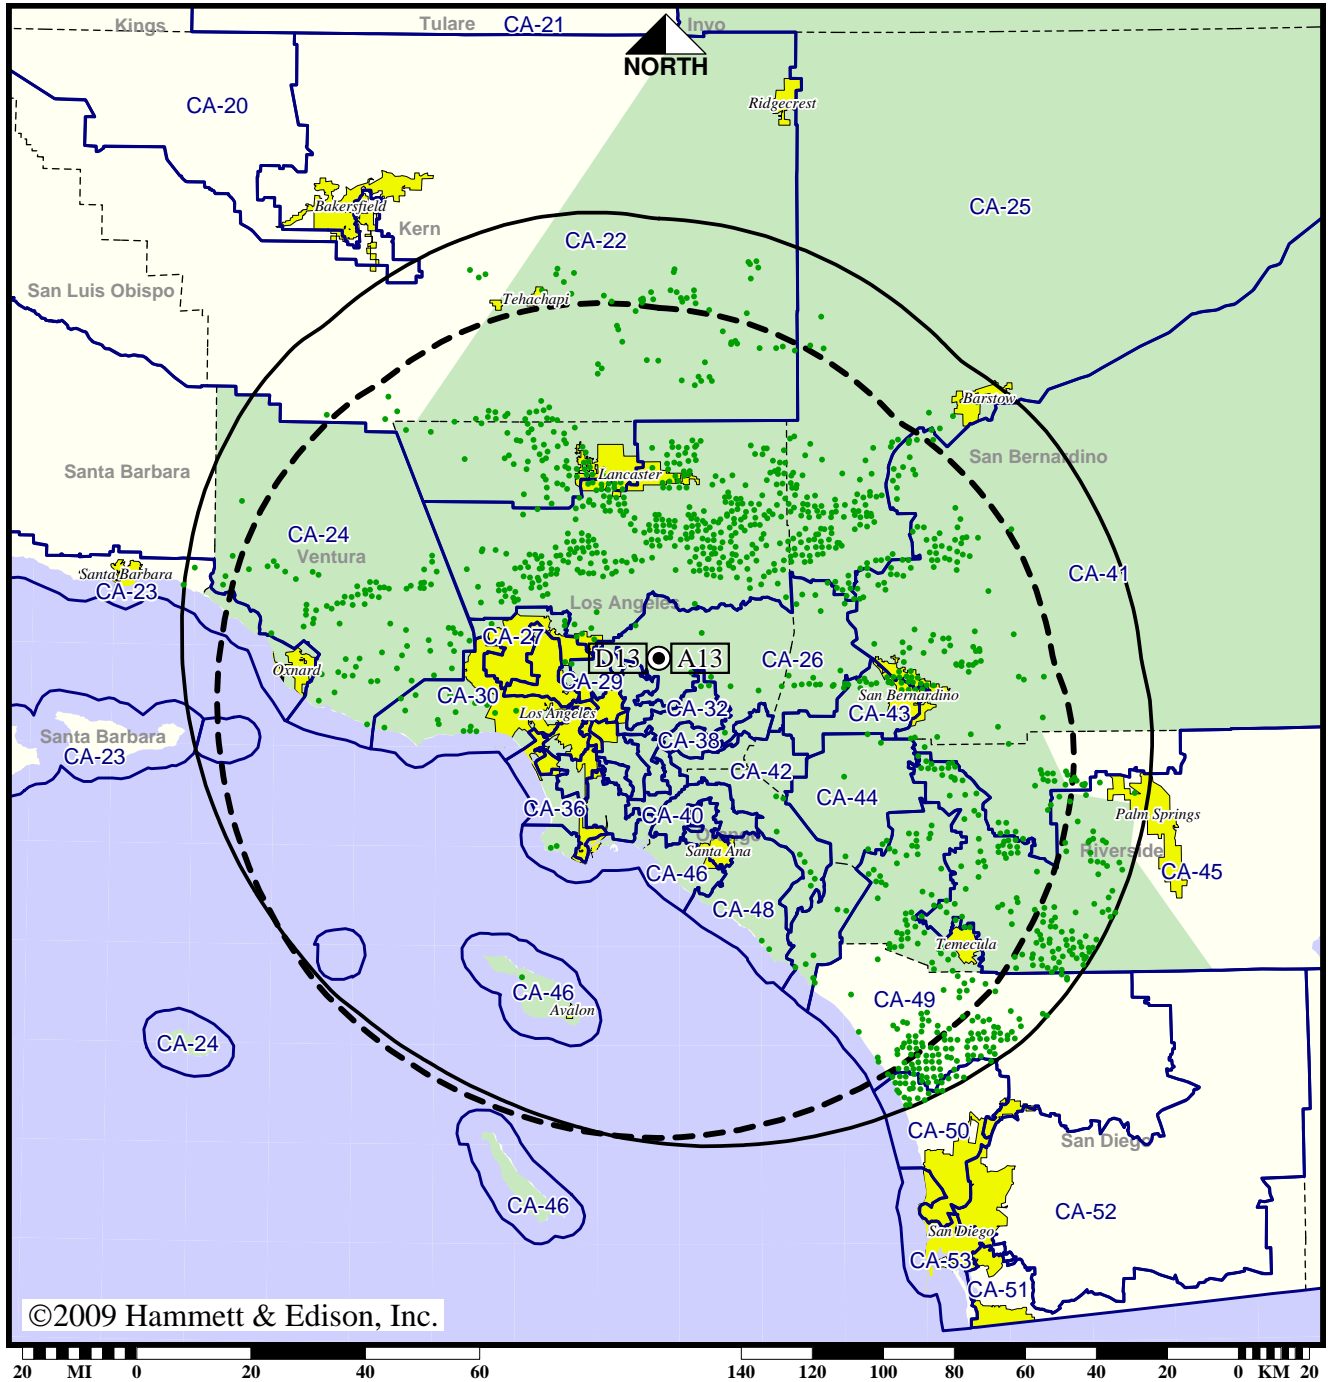 Kings
Tulare
CA-21
Inyo
NORTH
Ridgecrest
CA-20
CA-25
Bakersfield
Kern
CA-22
San Luis Obispo
Tehachapi
Barstow
San Bernardino
Santa Barbara
Lancaster
CA-24
Ventura
Santa Barbara
CA-23
CA-41
Los Angeles
CA-27
D13
A13
CA-26
Oxnard
CA-29
CA-30
San Bernardino
CA-32
CA-43
Los Angeles
Santa Barbara
CA-23
CA-38
CA-42
CA-44
CA-36
CA-40
Palm Springs
Orange
Santa Ana
Riverside
CA-46
CA-45
CA-48
Temecula
CA-46
Avalon
CA-49
CA-24
CA-50
San Diego
CA-46
CA-52
San Diego
CA-53
CA-51
©2009 Hammett & Edison, Inc.
20 MI 0 20 40 60 140 120 100 80 60 40 20 0 KM 20